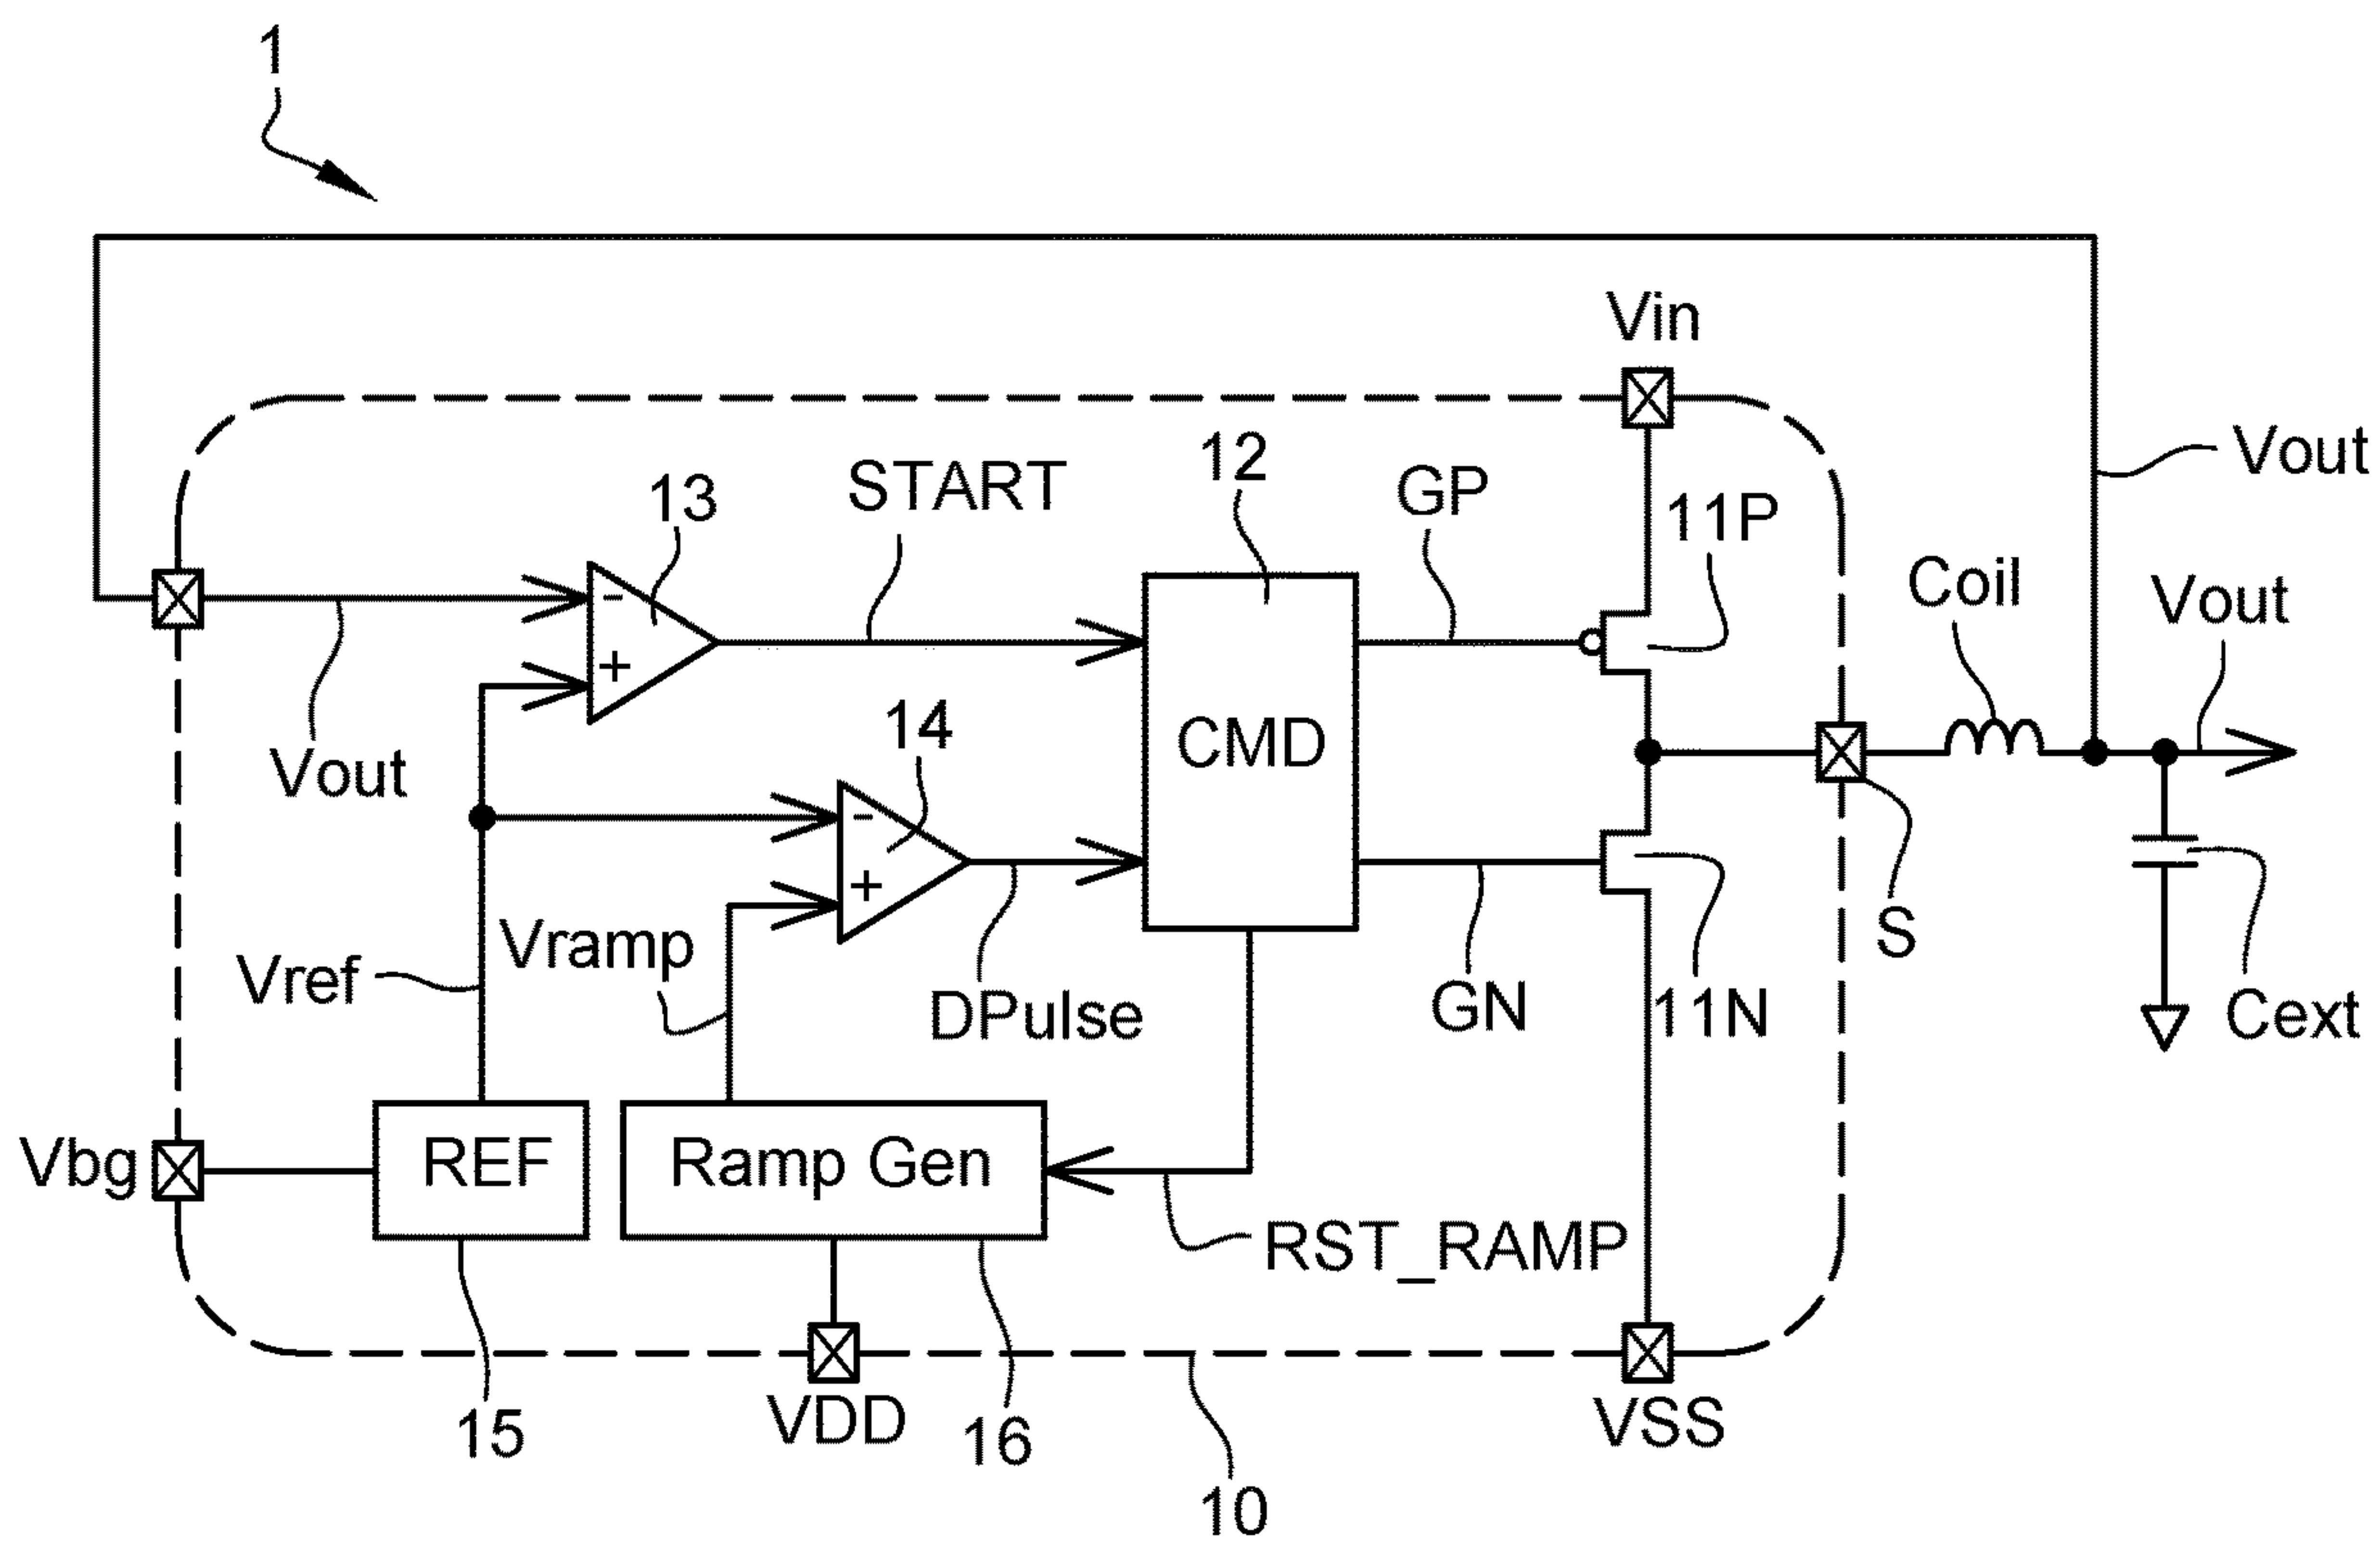 1
Vin
Vout
12
START
GP
13
11P
Coil
Vout
-
+
14
CMD
Vout
-
+
S
Vramp
Vref
DPulse
GN
11N
Cext
REF
Ramp Gen
Vbg
RST_RAMP
15
VDD
16
VSS
10